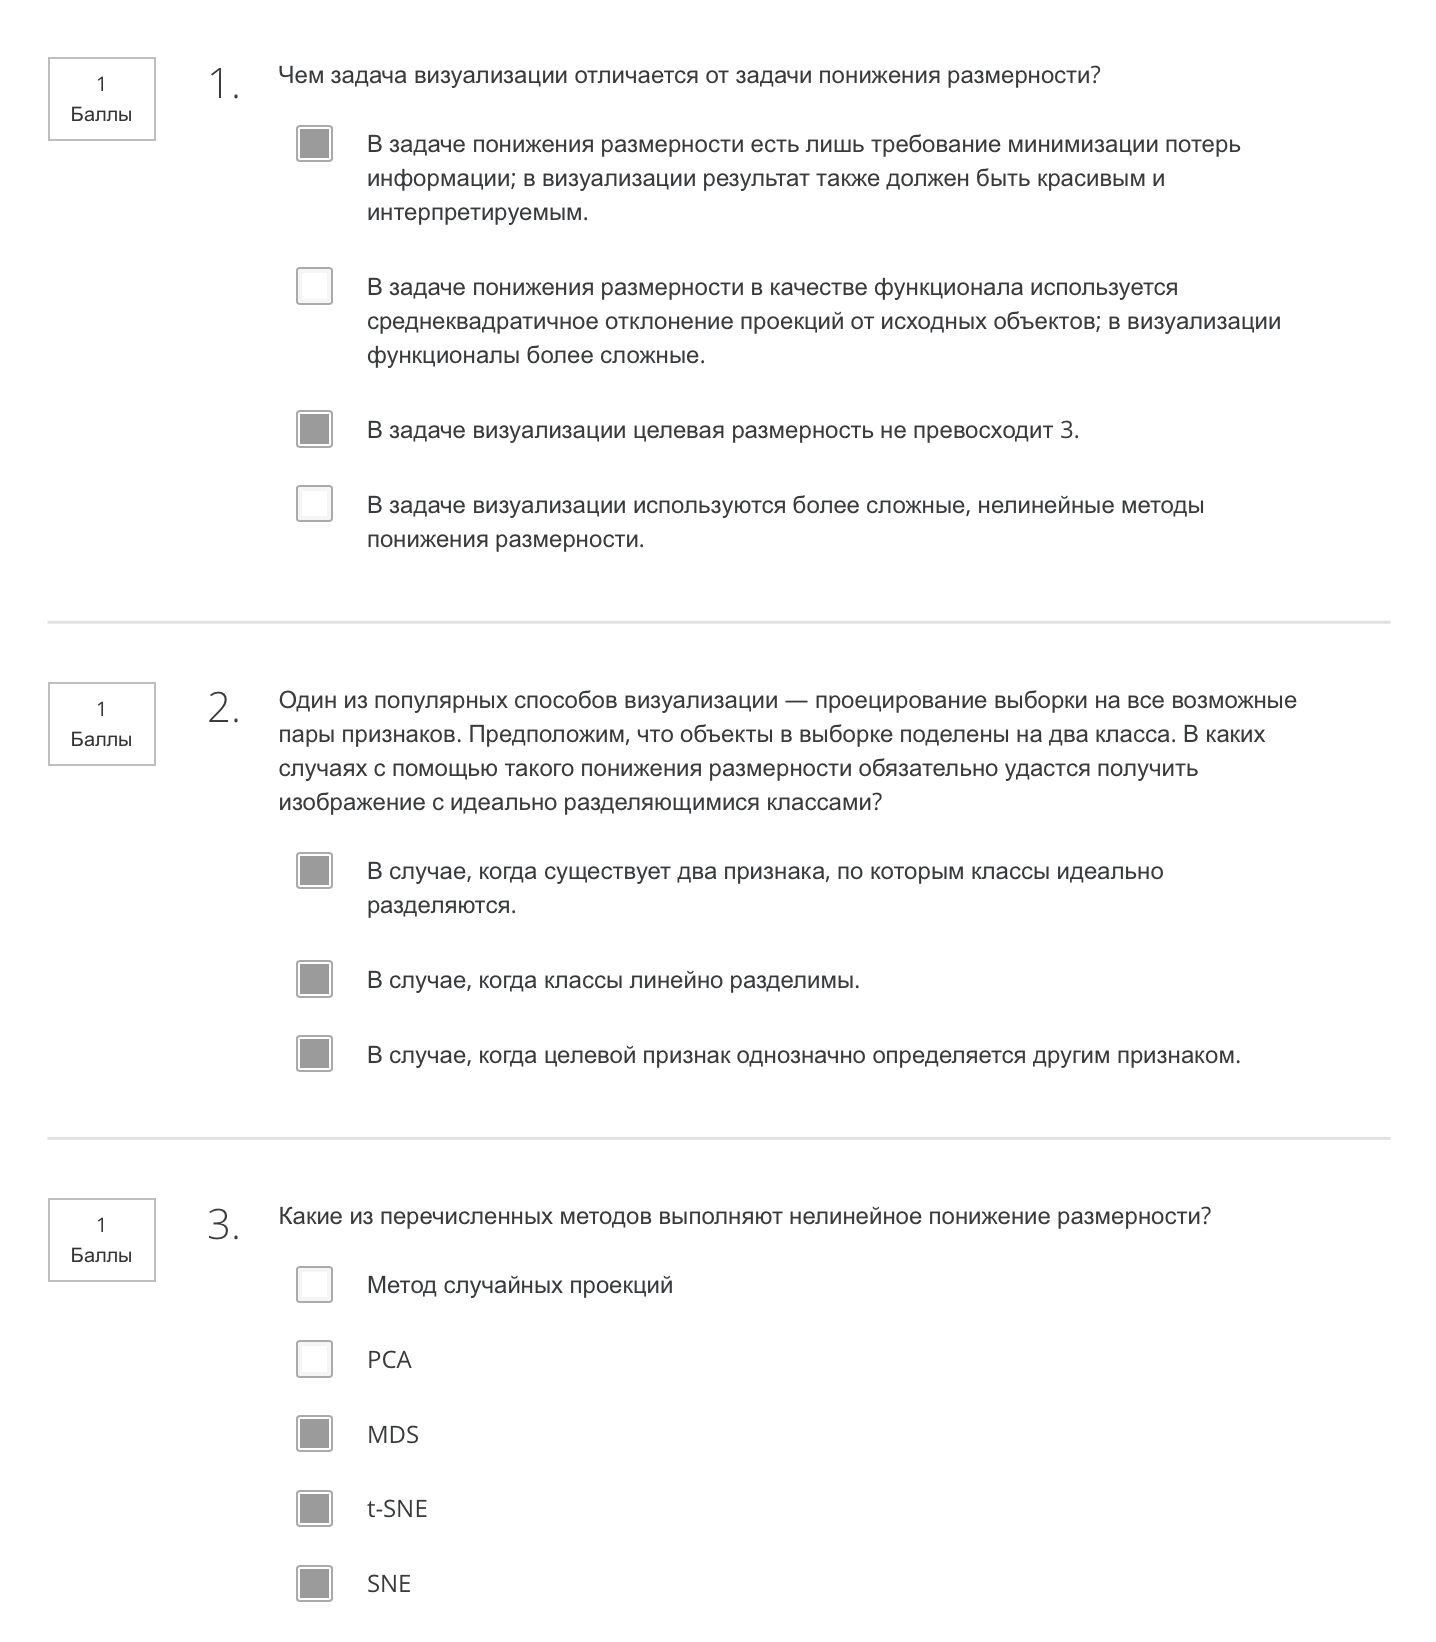 1
Баллы
1.
Чем задача визуализации отличается от задачи понижения размерности?
В задаче понижения размерности есть лишь требование минимизации потерь
информации; в визуализации результат также должен быть красивым и
интерпретируемым.
В задаче понижения размерности в качестве функционала используется
среднеквадратичное отклонение проекций от исходных объектов; в визуализации
функционалы более сложные.
В задаче визуализации целевая размерность не превосходит 3.
В задаче визуализации используются более сложные, нелинейные методы
понижения размерности.
1
Баллы
2.
Один из популярных способов визуализации — проецирование выборки на все возможные
пары признаков. Предположим, что объекты в выборке поделены на два класса. В каких
случаях с помощью такого понижения размерности обязательно удастся получить
изображение с идеально разделяющимися классами?
В случае, когда существует два признака, по которым классы идеально
разделяются.
В случае, когда классы линейно разделимы.
В случае, когда целевой признак однозначно определяется другим признаком.
1
Баллы
3.
Какие из перечисленных методов выполняют нелинейное понижение размерности?
Метод случайных проекций
PCA
MDS
t-SNE
SNE